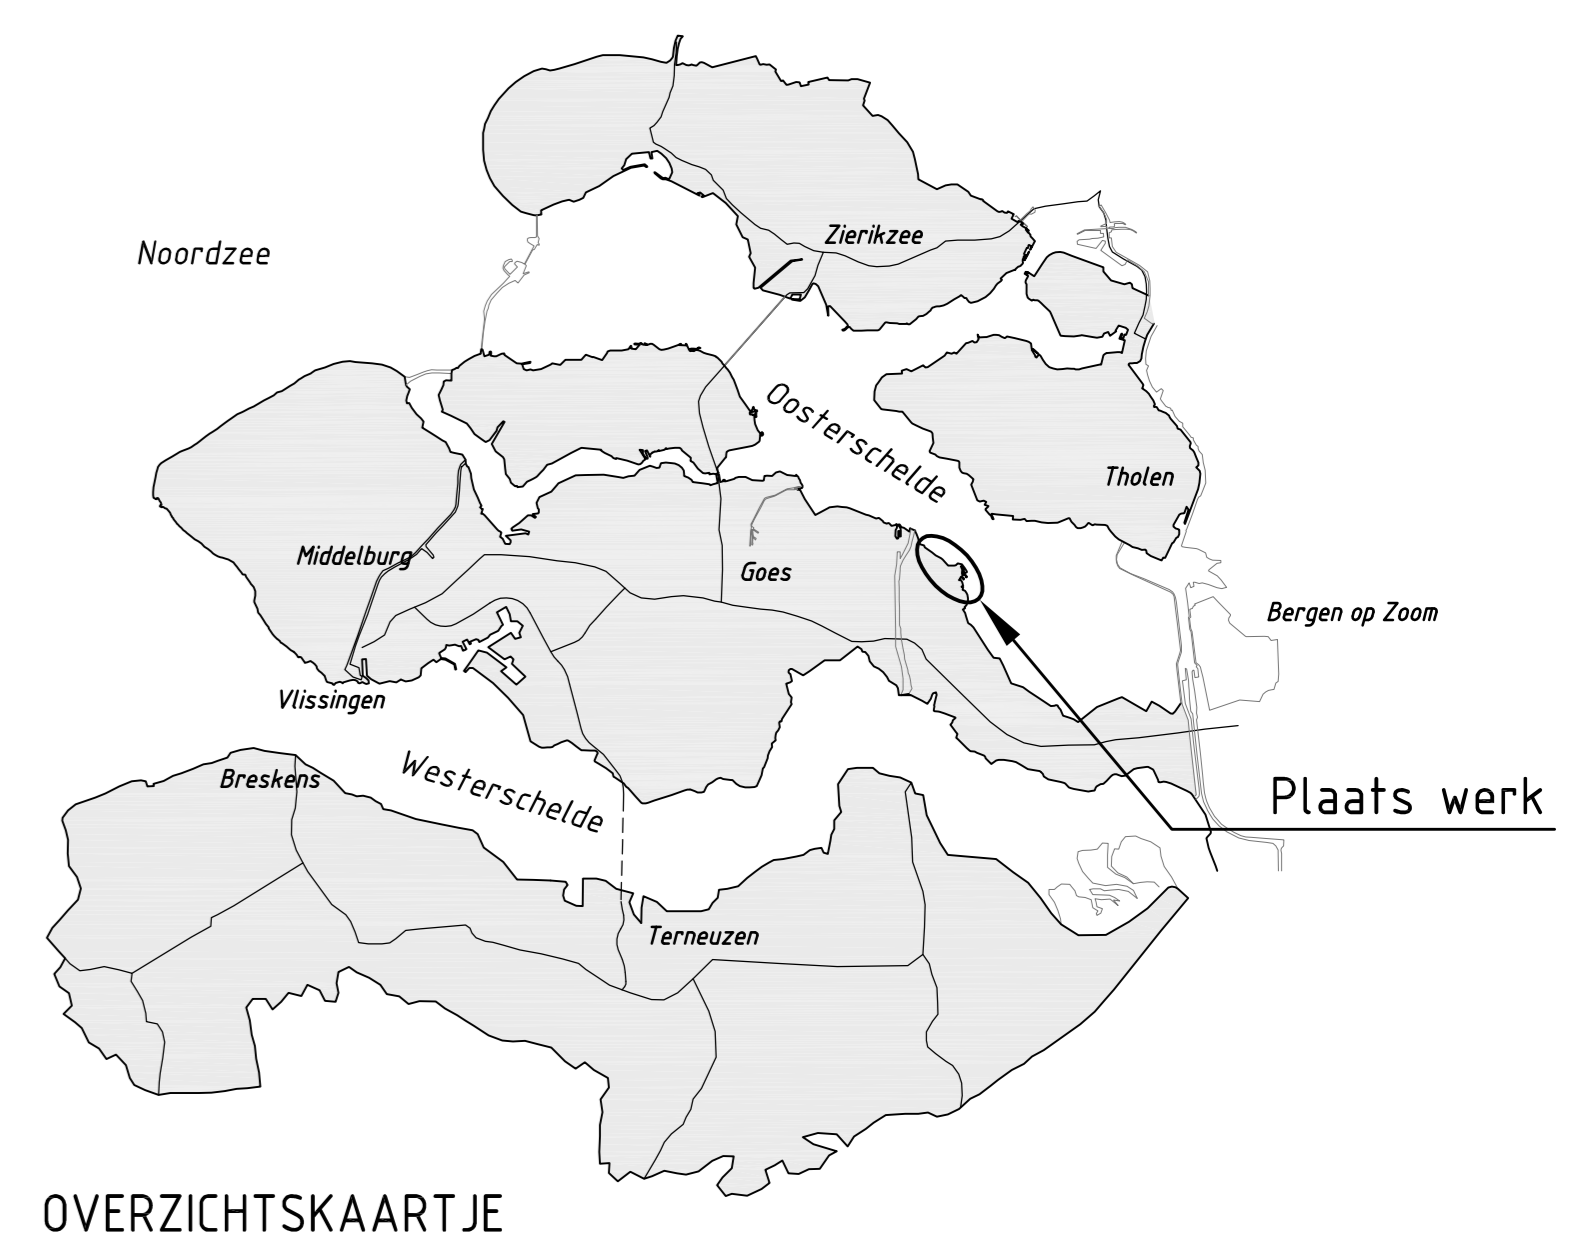 Zierikzee
Noordzee
Oosterschelde
Tholen
Middelburg
Goes
Bergen op Zoom
Vlissingen
Westerschelde
Breskens
Plaats werk
Terneuzen
OVERZICHTSKAARTJE